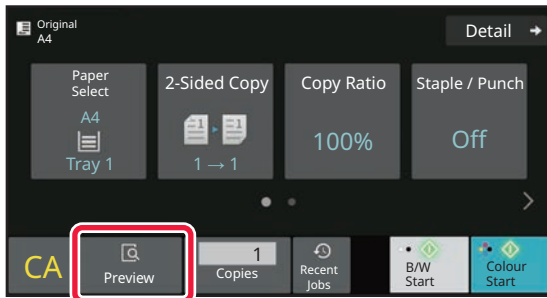 Original
A4
Detail
Paper
Select
A4
Tray 1
2-Sided Copy
1 → 1
Copy Ratio
100%
Staple / Punch
Off
CA
Preview
1
Copies
Recent
Jobs
B/W
Start
Colour
Start